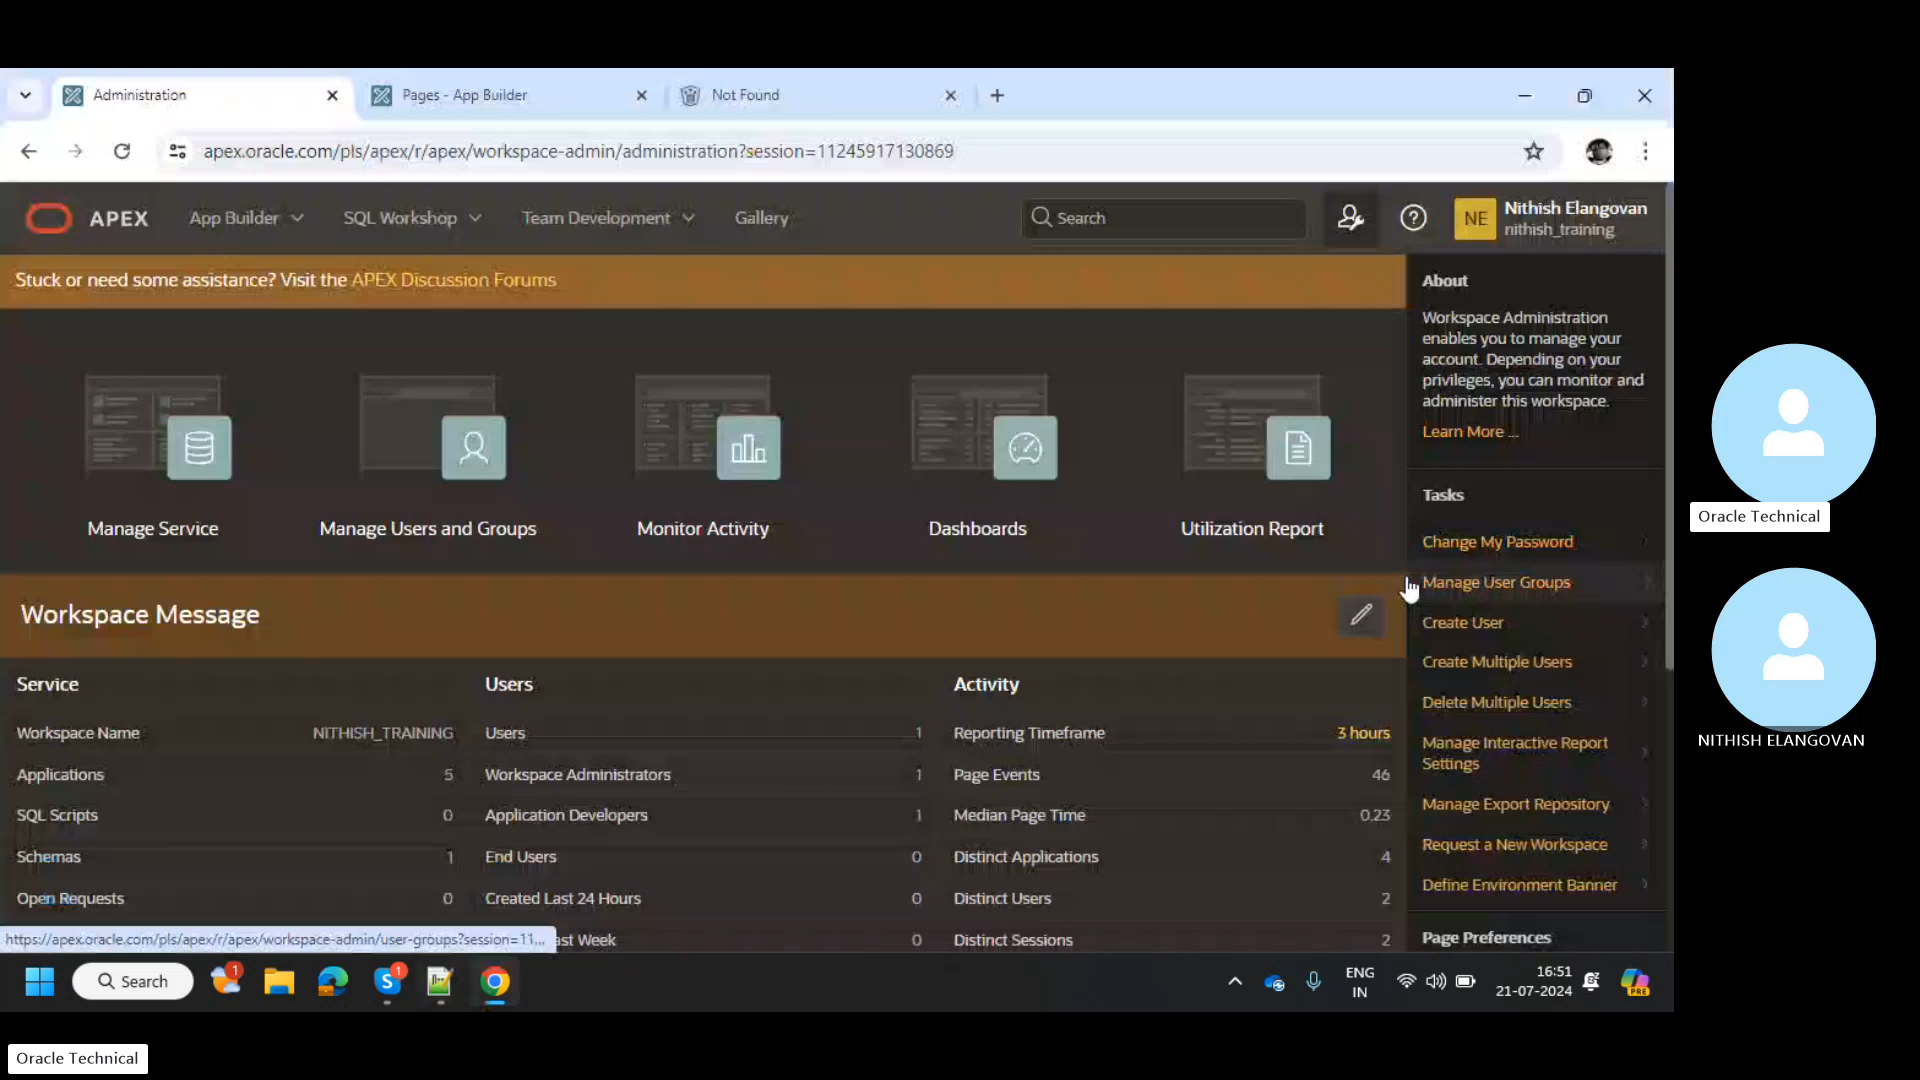 Administration
Pages - App Builder
Not Found
apex.oracle.com/pls/apex/r/apex/workspace-admin/administration?session=11245917130869
APEX
App Builder
SQL Workshop
Team Development
Gallery
Search
NE
Nithish Elangovan
nithish_training
Stuck or need some assistance? Visit the APEX Discussion Forums
Manage Service
Manage Users and Groups
Monitor Activity
Dashboards
Utilization Report
About
Workspace Administration
enables you to manage your
account. Depending on your
privileges, you can monitor and
administer this workspace.
Learn More ...
Tasks
Change My Password
Manage User Groups
Create User
Create Multiple Users
Delete Multiple Users
Manage Interactive Report
Settings
Manage Export Repository
Request a New Workspace
Define Environment Banner
Page Preferences
Workspace Message
Service
Workspace Name NITHISH_TRAINING
Applications 5
SQL Scripts 0
Schemas 1
Open Requests 0
Users
Users 1
Workspace Administrators 1
Application Developers 1
End Users 0
Created Last 24 Hours 0
ast Week 0
Activity
Reporting Timeframe 3 hours
Page Events 46
Median Page Time 0.23
Distinct Applications 4
Distinct Users 2
Distinct Sessions 2
https://apex.oracle.com/pls/apex/r/apex/workspace-admin/user-groups?session=11...
Search
1
1
ENG
IN
16:51
21-07-2024
PRE
Oracle Technical
NITHISH ELANGOVAN
Oracle Technical